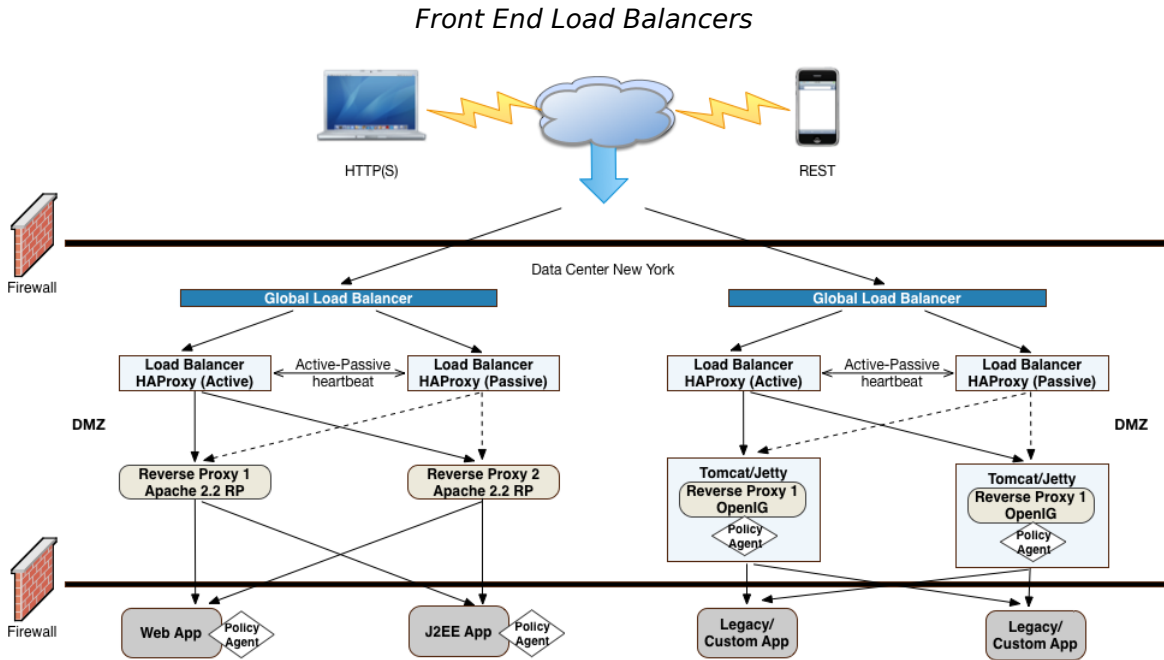 Front End Load Balancers
HTTP(S)
REST
Firewall
Data Center New York
Global Load Balancer
Global Load Balancer
Load Balancer
HAProxy (Active)
Active-Passive
heartbeat
Load Balancer
HAProxy (Passive)
Load Balancer
HAProxy (Active)
Active-Passive
heartbeat
Load Balancer
HAProxy (Passive)
DMZ
DMZ
Reverse Proxy 1
Apache 2.2 RP
Reverse Proxy 2
Apache 2.2 RP
Tomcat/Jetty
Reverse Proxy 1
OpenIG
Policy
Agent
Tomcat/Jetty
Reverse Proxy 1
OpenIG
Policy
Agent
Firewall
Web App
Policy
Agent
J2EE App
Policy
Agent
Legacy/
Custom App
Legacy/
Custom App